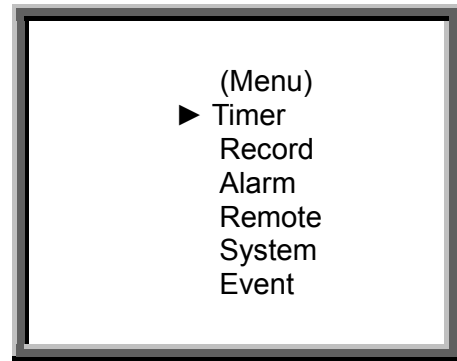 (Menu)
► Timer
Record
Alarm
Remote
System
Event